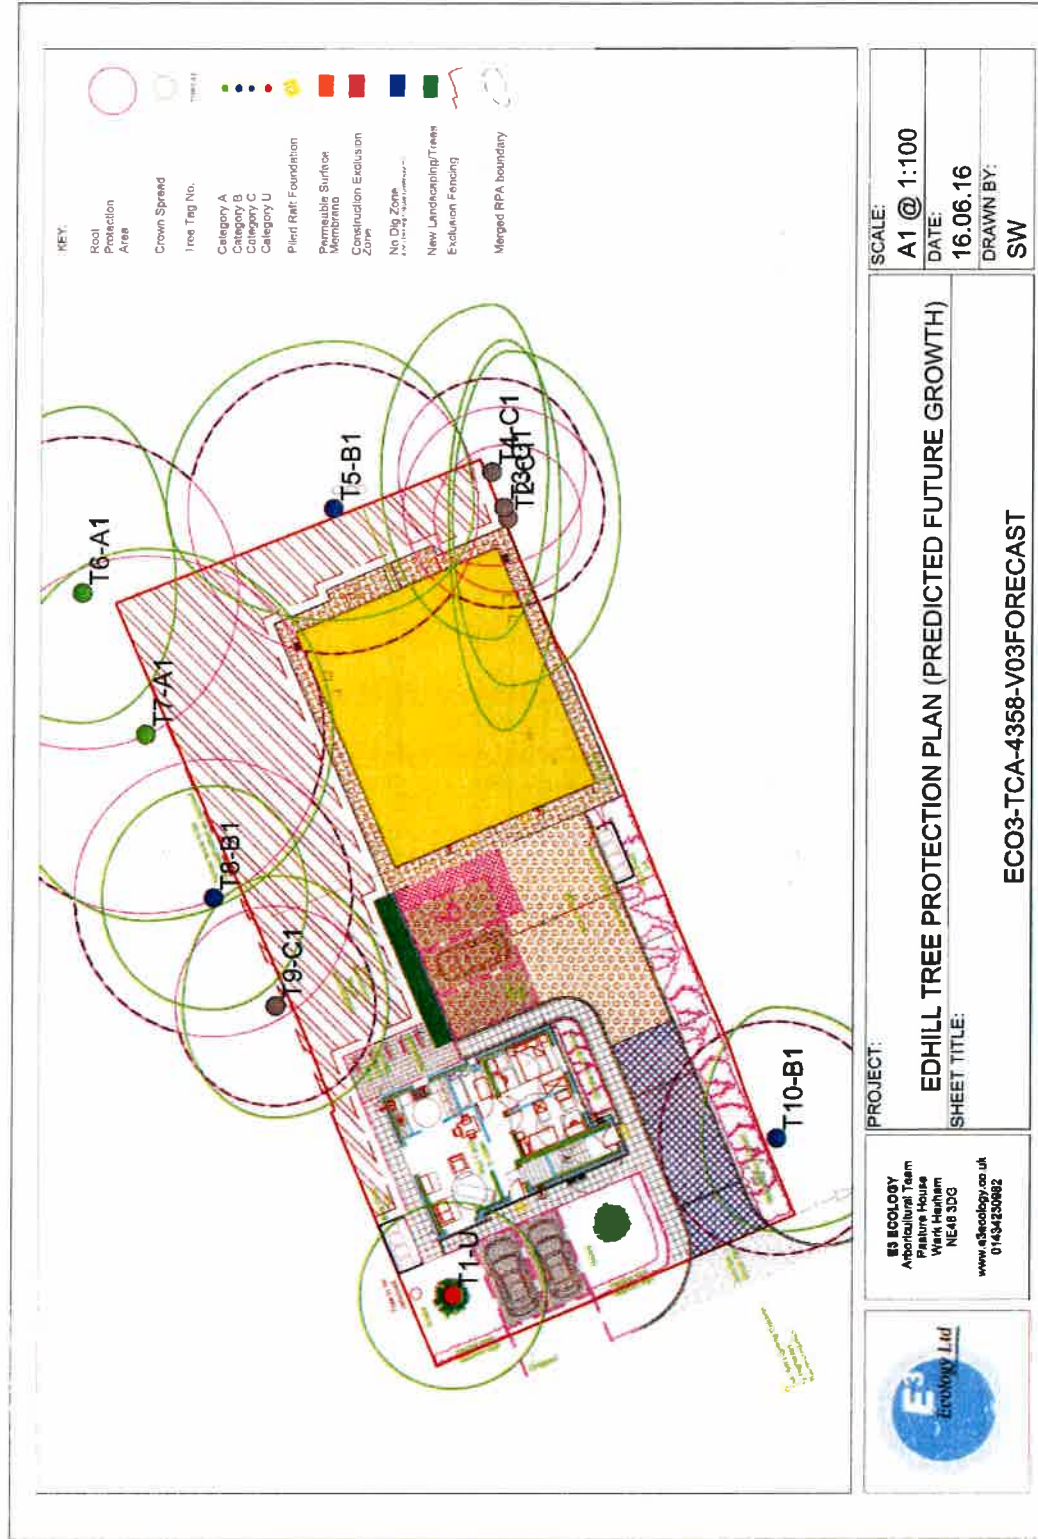 KEY:
Root
Protection
Area
Crown Spread
Tree Tag No.
Category A
Category B
Category C
Category U
Piled Raft Foundation
Permeable Surface
Membrane
Construction Exclusion
Zone
No Dig Zone
New Landscaping/Trees
Exclusion Fencing
Merged RPA boundary
T6-A1
T7-A1
T5-B1
T8-B1
T4-C1
T9-C1
T10-B1
T1-U
E3
Ecology Ltd
E3 ECOLOGY
Arboricultural Team
Pasture House
Wark Hexham
NE48 3DG
www.e3ecology.co.uk
01434230982
PROJECT:
EDHILL TREE PROTECTION PLAN (PREDICTED FUTURE GROWTH)
SHEET TITLE:
ECO3-TCA-4358-V03FORECAST
SCALE:
A1 @ 1:100
DATE:
16.06.16
DRAWN BY:
SW